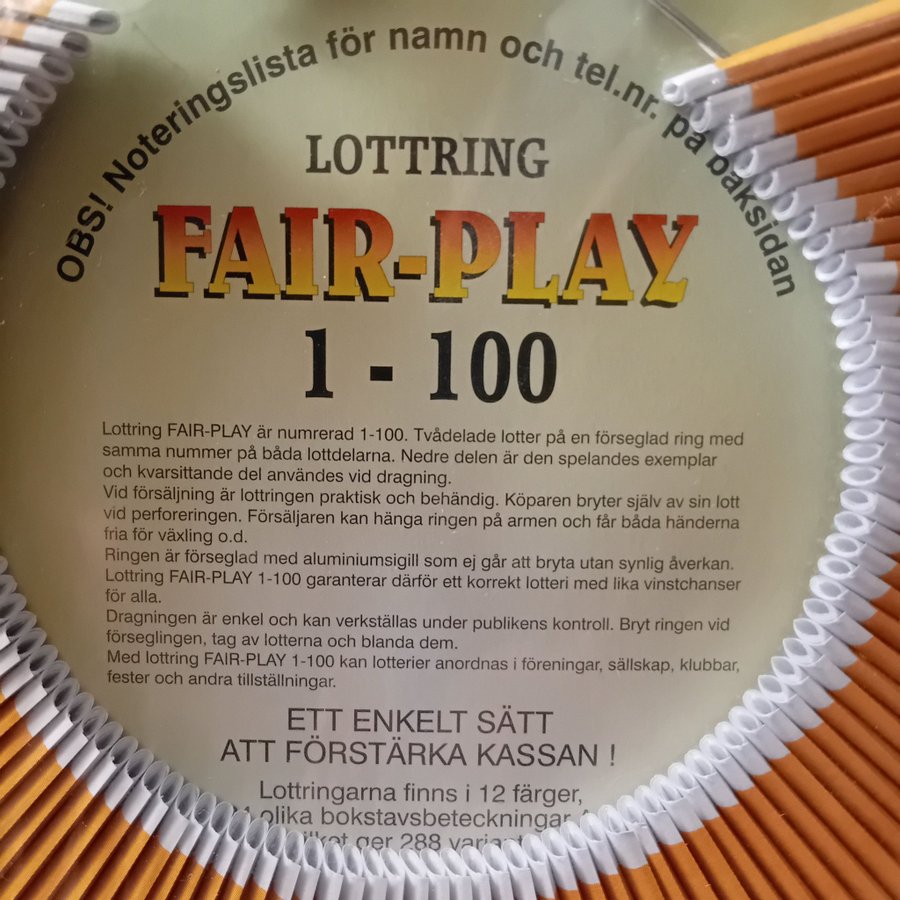 OBS! Noteringslista för namn och tel.nr. på baksidan
LOTTRING
FAIR-PLAY
1 - 100
Lottring FAIR-PLAY är numrerad 1-100. Tvådelade lotter på en förseglad ring med
samma nummer på båda lottdelarna. Nedre delen är den spelandes exemplar
och kvarsittande del användes vid dragning.
Vid försäljning är lottringen praktisk och behändig. Köparen bryter själv av sin lott
vid perforeringen. Försäljaren kan hänga ringen på armen och får båda händerna
fria för växling o.d.
Ringen är förseglad med aluminiumsigill som ej går att bryta utan synlig åverkan.
Lottring FAIR-PLAY 1-100 garanterar därför ett korrekt lotteri med lika vinstchanser
för alla.
Dragningen är enkel och kan verkställas under publikens kontroll. Bryt ringen vid
förseglingen, tag av lotterna och blanda dem.
Med lottring FAIR-PLAY 1-100 kan lotterier anordnas i föreningar, sällskap, klubbar,
fester och andra tillställningar.
ETT ENKELT SÄTT
ATT FÖRSTÄRKA KASSAN !
Lottringarna finns i 12 färger,
olika bokstavsbeteckningar
ger 288